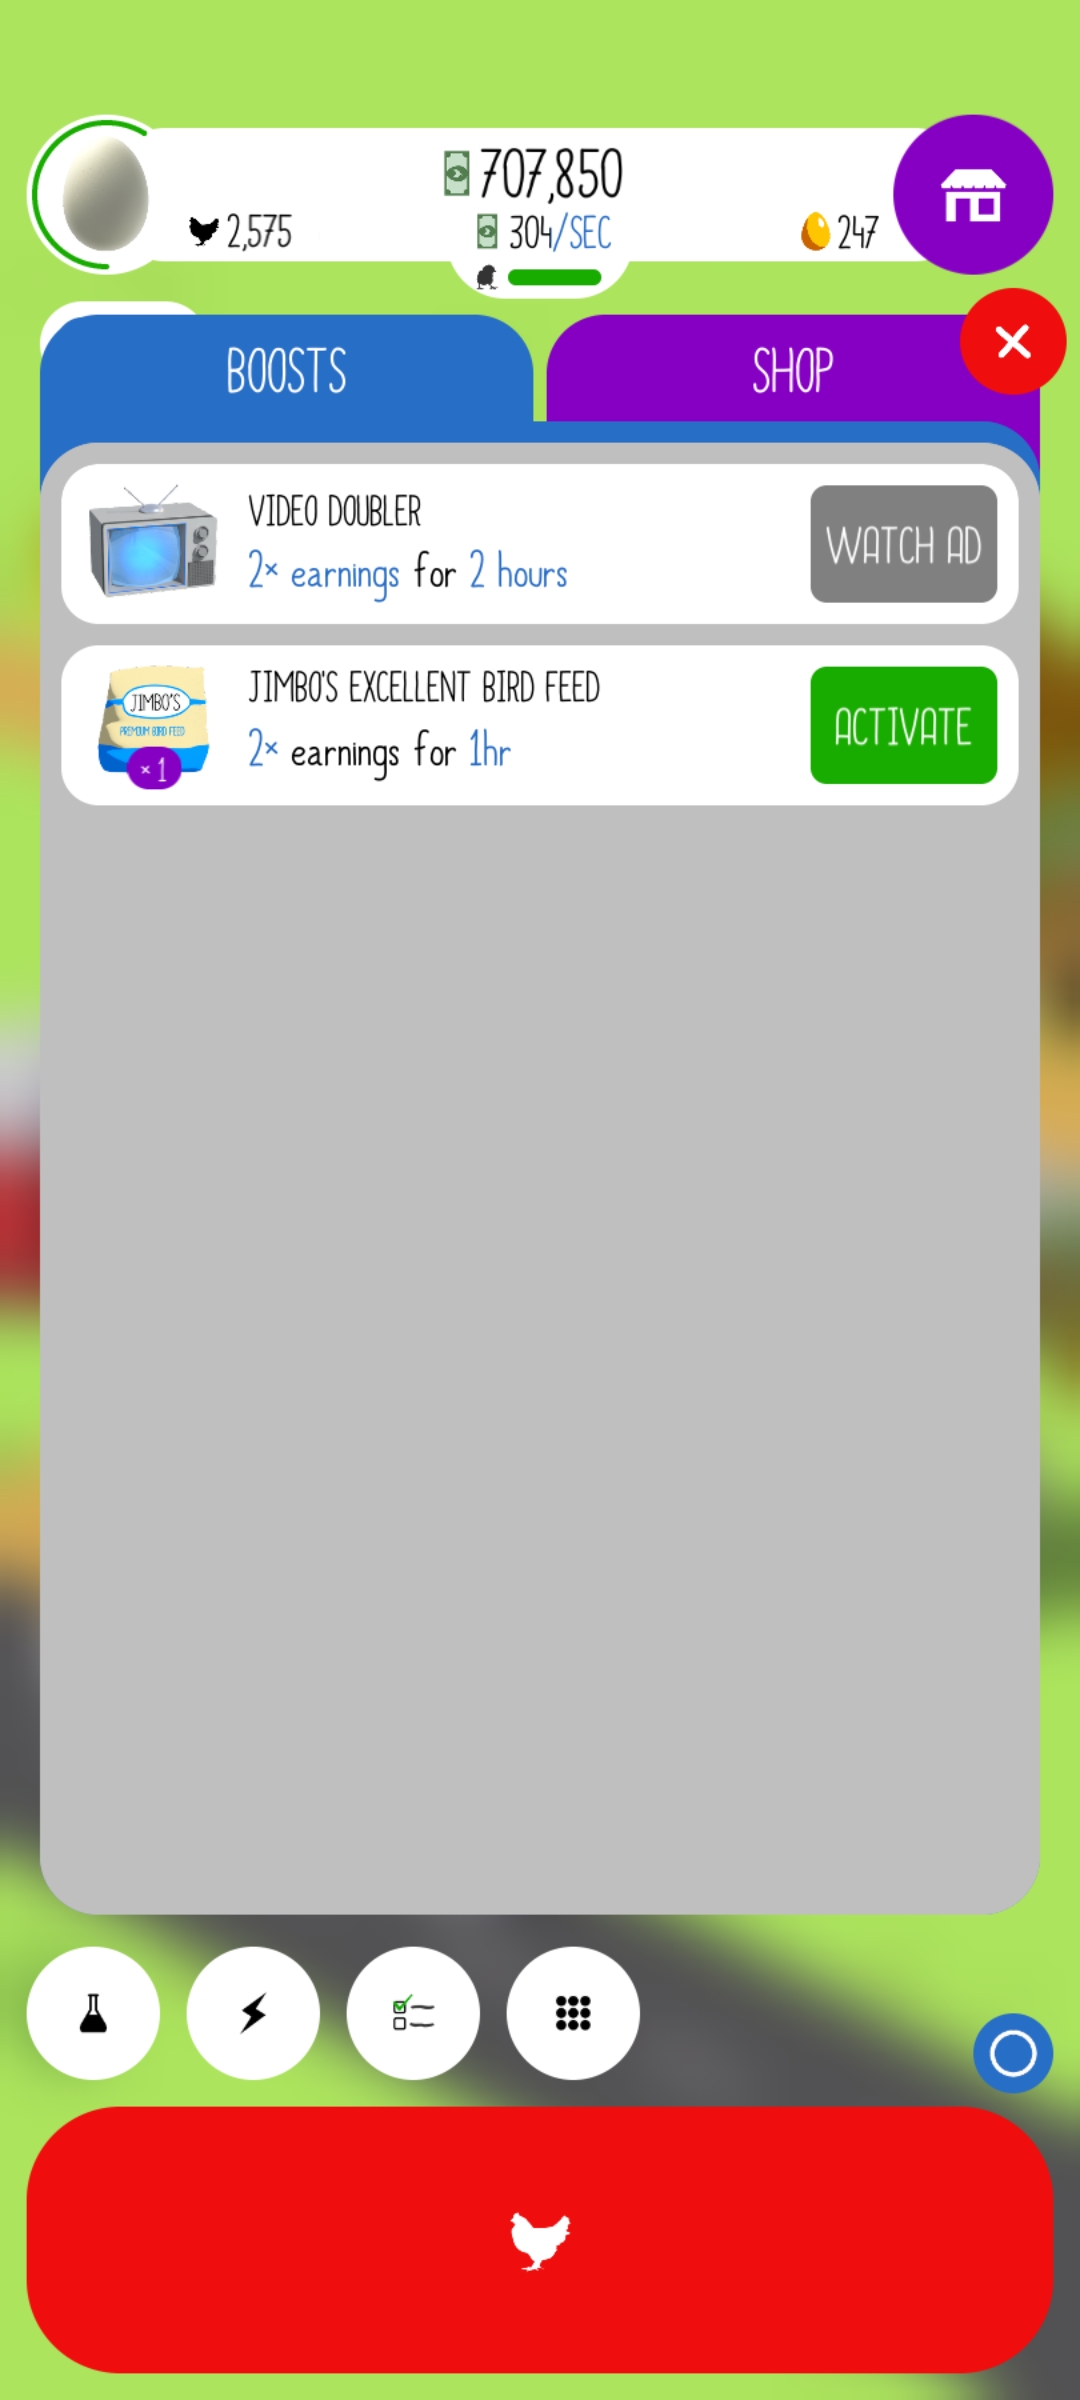 707,850
2,575
304/SEC
247
BOOSTS
SHOP
VIDEO DOUBLER
2× earnings for 2 hours
WATCH AD
JIMBO'S
PREMIUM BIRD FEED
× 1
JIMBO'S EXCELLENT BIRD FEED
2× earnings for 1hr
ACTIVATE